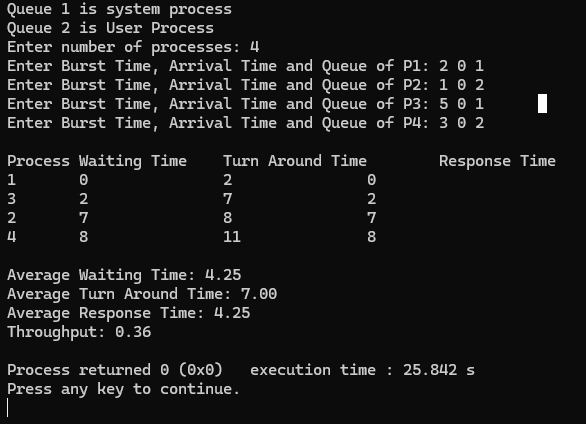 Queue 1 is system process
Queue 2 is User Process
Enter number of processes: 4
Enter Burst Time, Arrival Time and Queue of P1: 2 0 1
Enter Burst Time, Arrival Time and Queue of P2: 1 0 2
Enter Burst Time, Arrival Time and Queue of P3: 5 0 1
Enter Burst Time, Arrival Time and Queue of P4: 3 0 2
Process Waiting Time    Turn Around Time        Response Time
1       0               2               0
3       2               7               2
2       7               8               7
4       8               11              8
Average Waiting Time: 4.25
Average Turn Around Time: 7.00
Average Response Time: 4.25
Throughput: 0.36
Process returned 0 (0x0)   execution time : 25.842 s
Press any key to continue.